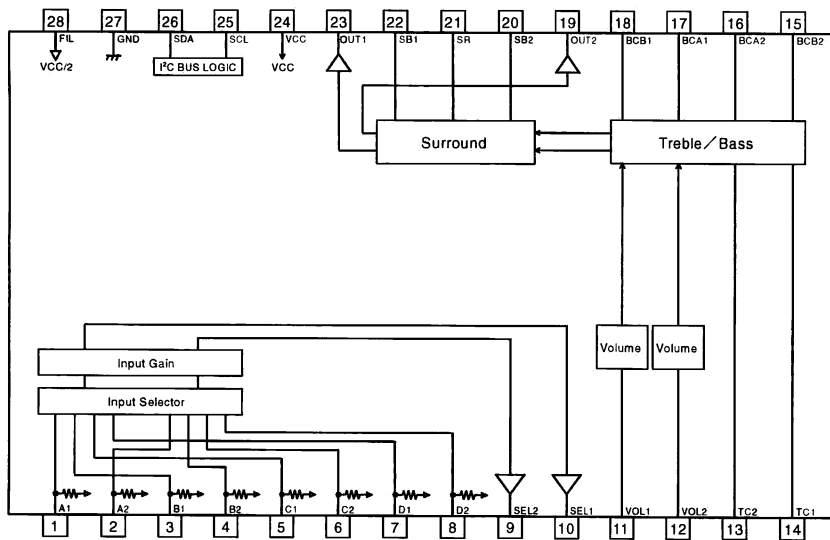 28 27 26 25 24 23 22 21 20 19 18 17 16 15
FIL GND SDA SCL VCC OUT1 SB1 SR SB2 OUT2 BCB1 BCA1 BCA2 BCB2
VCC/2 I²C BUS LOGIC VCC
Surround Treble/Bass
Volume Volume
Input Gain
Input Selector
A1 A2 B1 B2 C1 C2 D1 D2 SEL2 SEL1 VOL1 VOL2 TC2 TC1
1 2 3 4 5 6 7 8 9 10 11 12 13 14